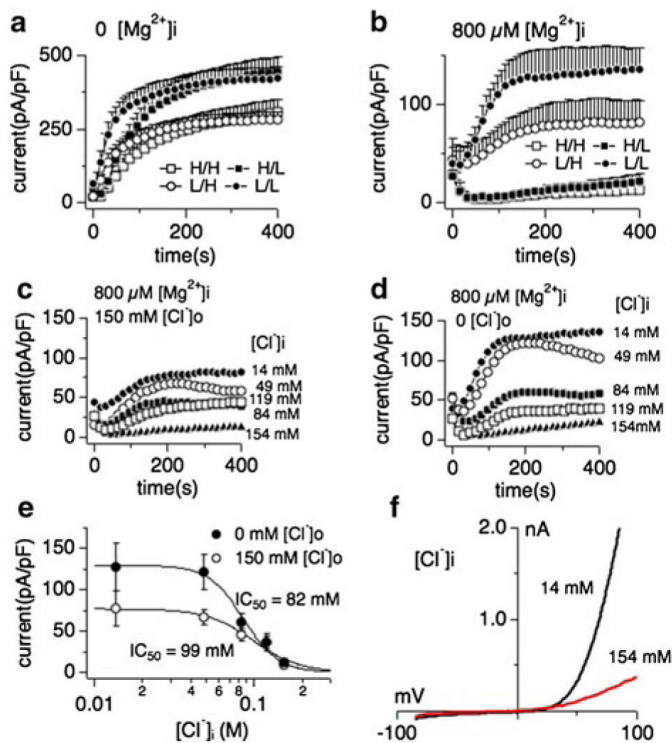 a
0 [Mg2+]i
current(pA/pF)
500
250
0
H/H H/L
L/H L/L
0 200 400
time(s)
b
800 µM [Mg2+]i
current(pA/pF)
100
0
H/H H/L
L/H L/L
0 200 400
time(s)
c
800 µM [Mg2+]i
150 mM [Cl-]o
[Cl-]i
current(pA/pF)
150
100
50
0
14 mM
49 mM
119 mM
84 mM
154 mM
0 200 400
time(s)
d
800 µM [Mg2+]i
0 [Cl-]o
[Cl-]i
current(pA/pF)
150
100
50
0
14 mM
49 mM
84 mM
119 mM
154mM
0 200 400
time(s)
e
current(pA/pF)
150
125
100
75
50
25
0
0 mM [Cl-]o
150 mM [Cl-]o
IC50 = 82 mM
IC50 = 99 mM
0.01 2 4 6 8 0.1 2
[Cl-]i (M)
f
[Cl-]i
nA
2.0
1.0
14 mM
154 mM
mV
-100 100